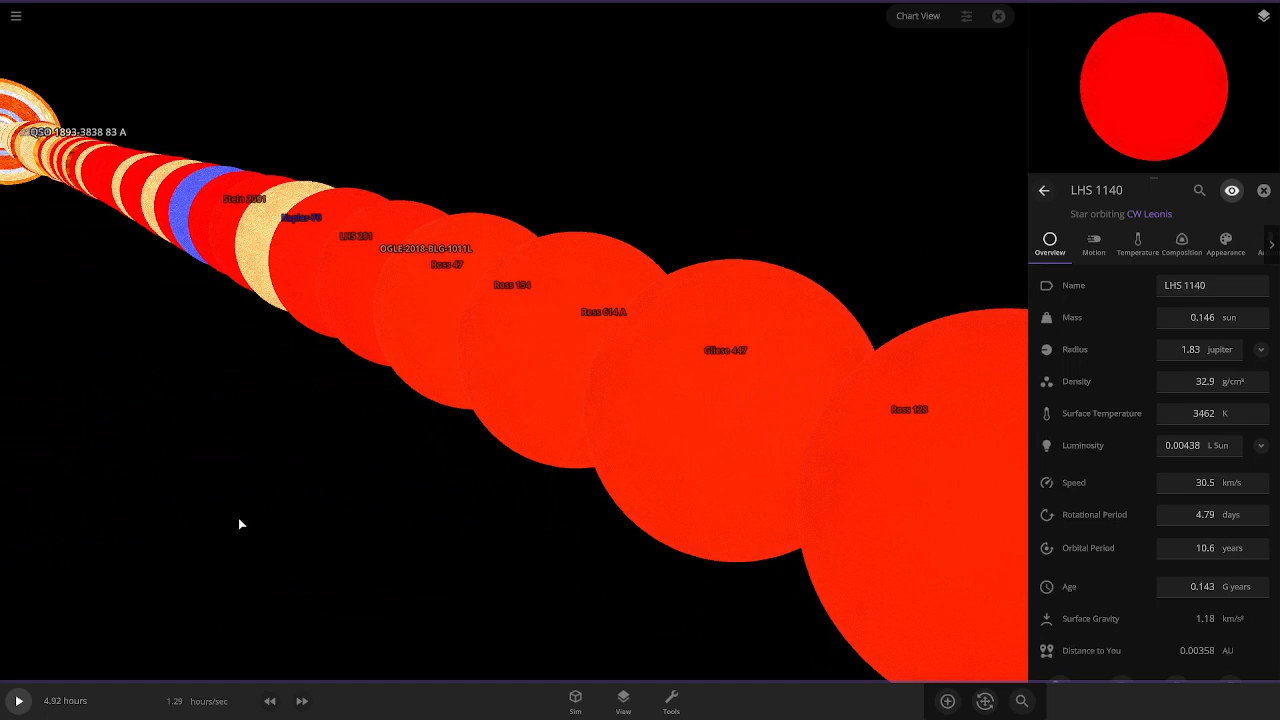 Chart View
QSO 1893-3838 83 A
Stein 2051
Kepler-70
LHS 281
OGLE-2018-BLG-1011L
Ross 47
Ross 154
Ross 614 A
Gliese 447
Ross 128
LHS 1140
Star orbiting CW Leonis
Overview Motion Temperature Composition Appearance
Name LHS 1140
Mass 0.146 sun
Radius 1.83 jupiter
Density 32.9 g/cm³
Surface Temperature 3462 K
Luminosity 0.00438 L Sun
Speed 30.5 km/s
Rotational Period 4.79 days
Orbital Period 10.6 years
Age 0.143 G years
Surface Gravity 1.18 km/s²
Distance to You 0.00358 AU
4.92 hours 1.29 hours/sec
Sim View Tools